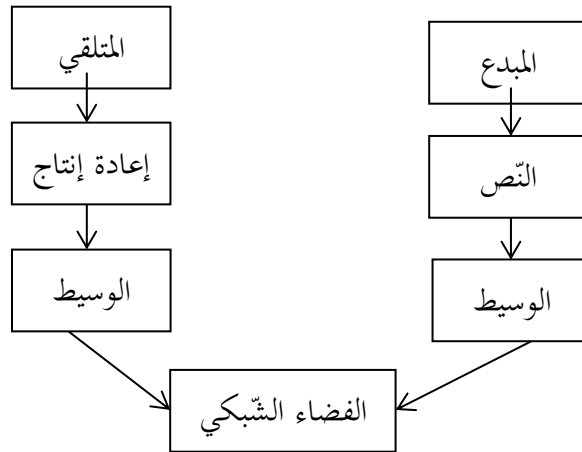 المبدع
المتلقي
النّص
إعادة إنتاج
الوسيط
الوسيط
الفضاء الشّبكي